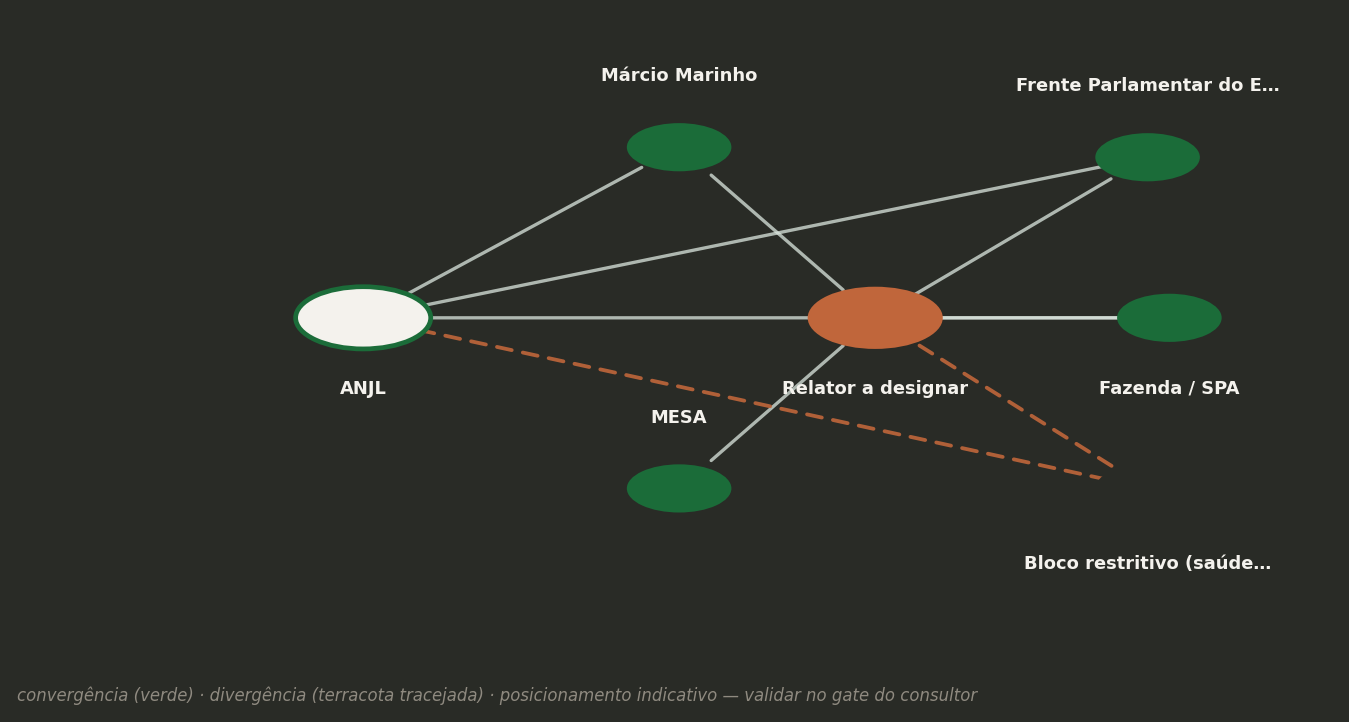 Márcio Marinho
Frente Parlamentar do E…
ANJL
Relator a designar
Fazenda / SPA
MESA
Bloco restritivo (saúde…
convergência (verde) · divergência (terracota tracejada) · posicionamento indicativo — validar no gate do consultor